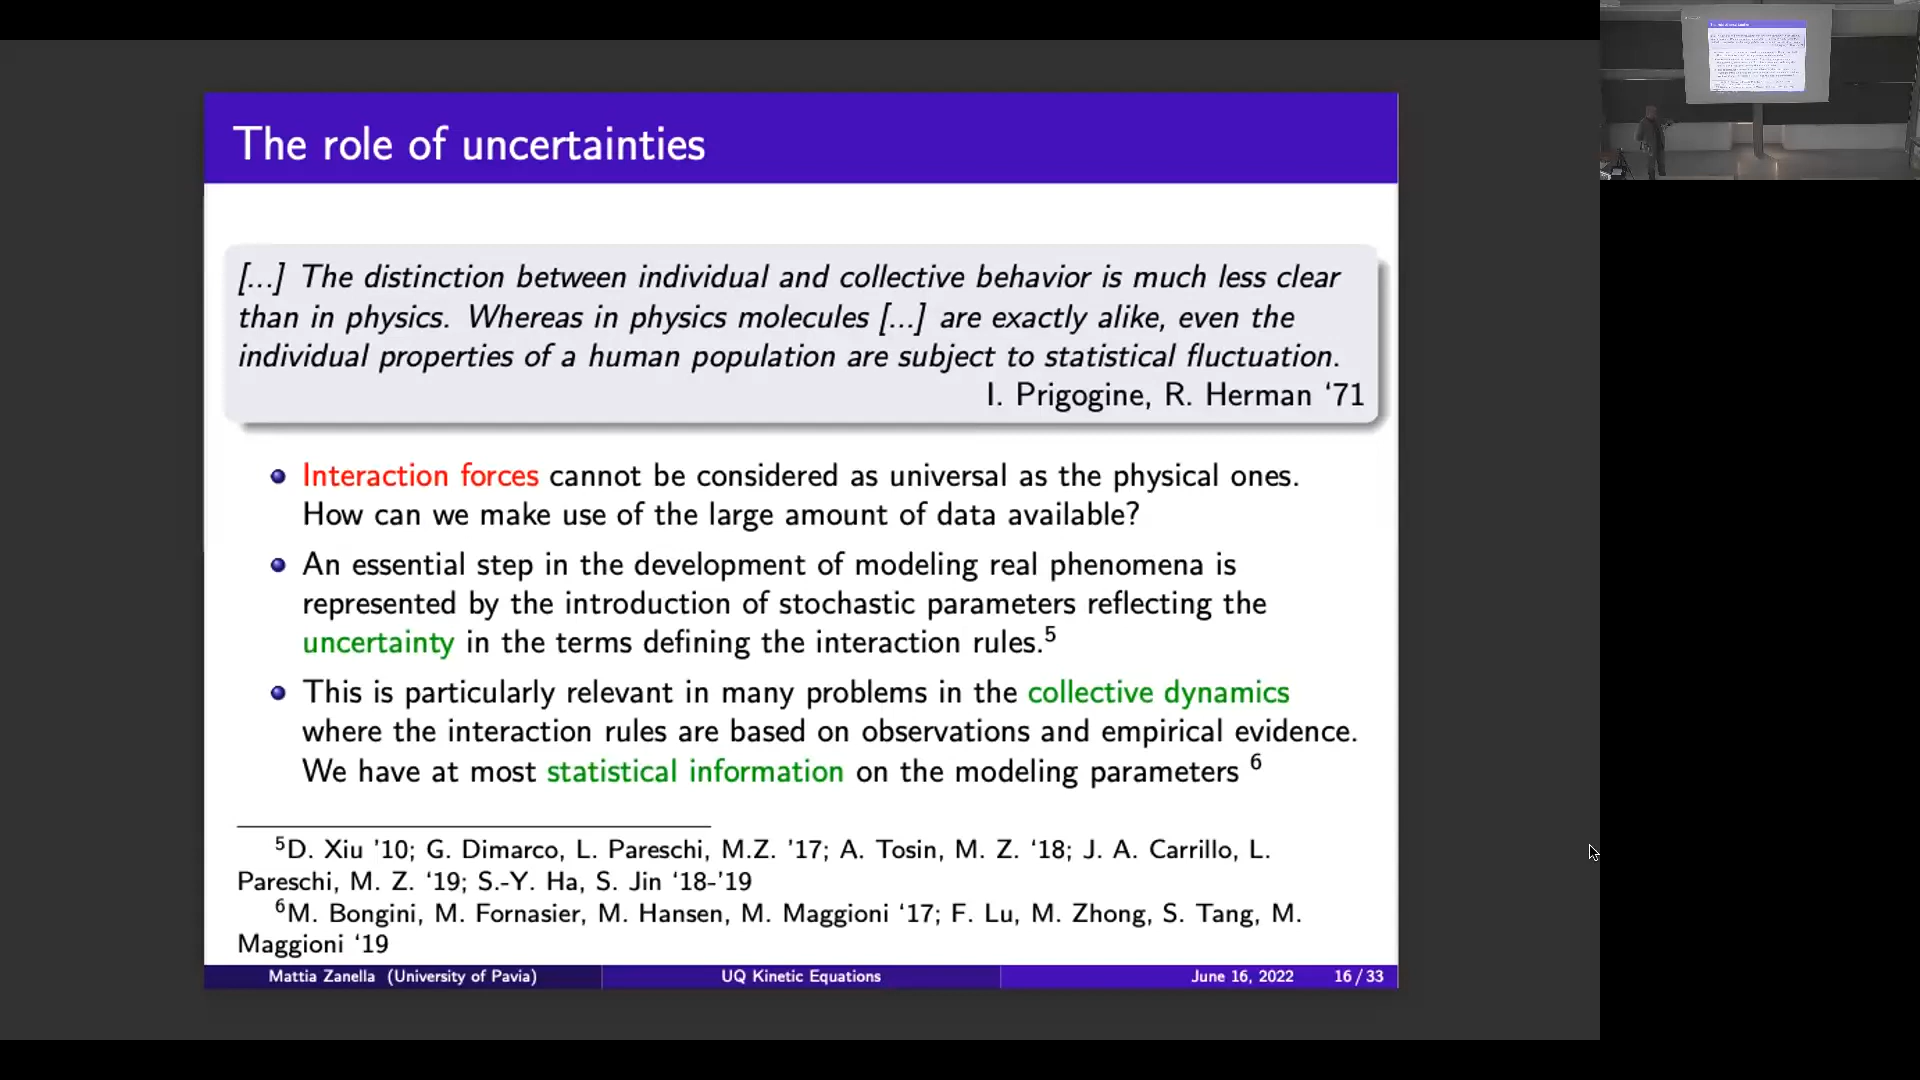 The role of uncertainties
[...] The distinction between individual and collective behavior is much less clear
than in physics. Whereas in physics molecules [...] are exactly alike, even the
individual properties of a human population are subject to statistical fluctuation.
I. Prigogine, R. Herman ‘71
Interaction forces cannot be considered as universal as the physical ones.
How can we make use of the large amount of data available?
An essential step in the development of modeling real phenomena is
represented by the introduction of stochastic parameters reflecting the
uncertainty in the terms defining the interaction rules.⁵
This is particularly relevant in many problems in the collective dynamics
where the interaction rules are based on observations and empirical evidence.
We have at most statistical information on the modeling parameters ⁶
⁵D. Xiu ’10; G. Dimarco, L. Pareschi, M.Z. ’17; A. Tosin, M. Z. ‘18; J. A. Carrillo, L.
Pareschi, M. Z. ‘19; S.-Y. Ha, S. Jin ‘18-’19
⁶M. Bongini, M. Fornasier, M. Hansen, M. Maggioni ‘17; F. Lu, M. Zhong, S. Tang, M.
Maggioni ‘19
Mattia Zanella (University of Pavia) UQ Kinetic Equations June 16, 2022 16 / 33